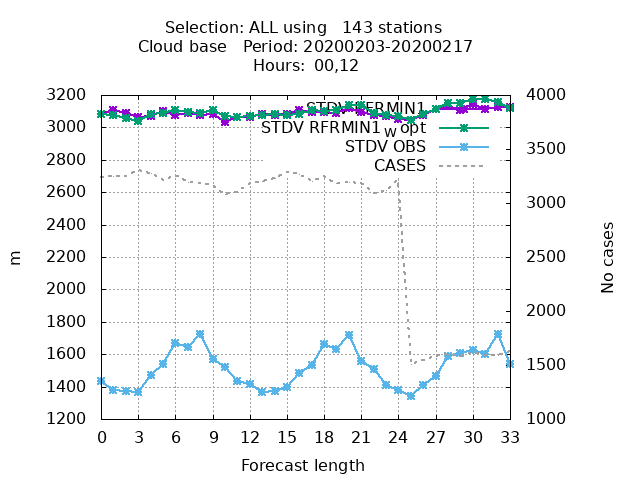 Selection: ALL using 143 stations
Cloud base Period: 20200203-20200217
Hours: 00,12
3200 4000
STDV RFRMIN1
3000 STDV RFRMIN1 w opt
3500
2800 STDV OBS
CASES
2600
3000
2400
m
2200 2500
No cases
2000
2000
1800
1600 1500
1400
1200 1000
0 3 6 9 12 15 18 21 24 27 30 33
Forecast length